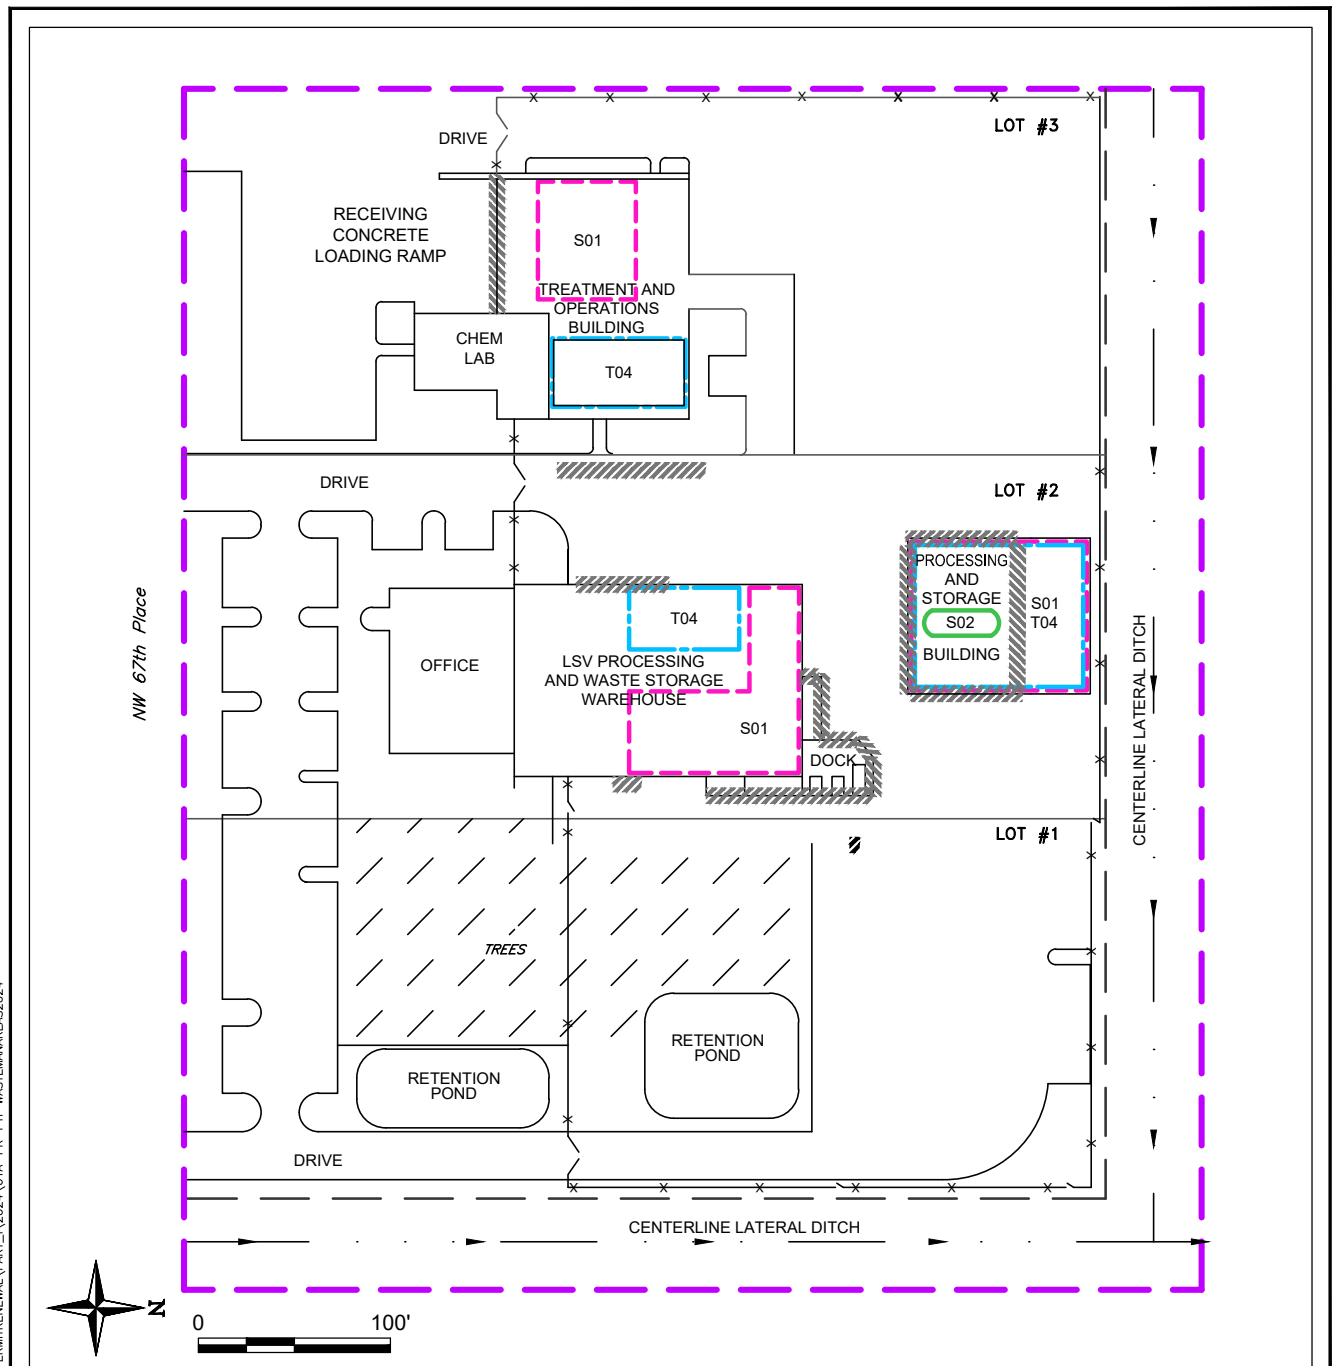 LOT #3
DRIVE
RECEIVING
CONCRETE
LOADING RAMP
S01
TREATMENT AND
OPERATIONS
BUILDING
CHEM
LAB
T04
DRIVE
LOT #2
NW 67th Place
PROCESSING
AND
STORAGE
S02
BUILDING
S01
T04
T04
OFFICE
LSV PROCESSING
AND WASTE STORAGE
WAREHOUSE
S01
DOCK
CENTERLINE LATERAL DITCH
LOT #1
TREES
RETENTION
POND
RETENTION
POND
DRIVE
CENTERLINE LATERAL DITCH
N
0 100'